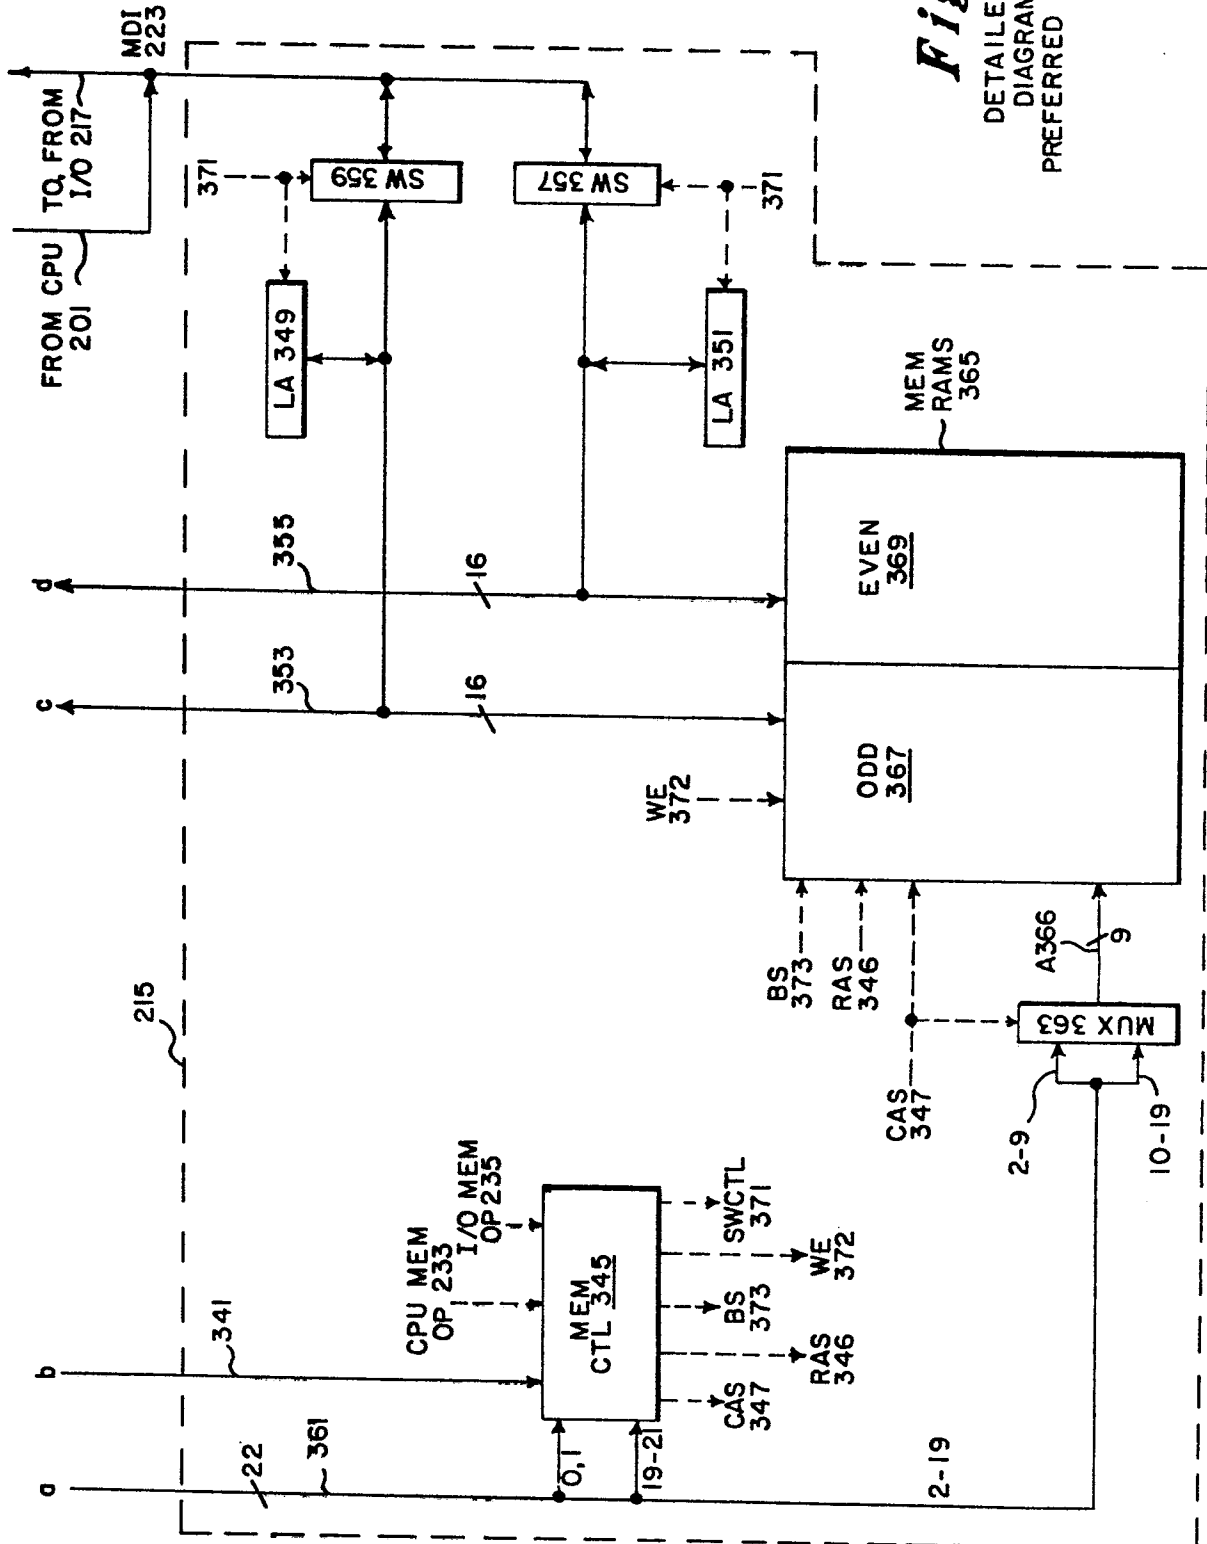 MDI
223
FROM CPU
201
TO, FROM
I/O 217
Fig
DETAILE
DIAGRAM
PREFERRED
371
SW 359
LA 349
SW 357
371
LA 351
d
355
16
c
353
16
MEM
RAMS
365
EVEN
369
ODD
367
WE
372
215
BS
373
RAS
346
CAS
347
A366
9
MUX 363
2-9
10-19
I/O MEM
OP 235
CPU MEM
OP 233
b
341
MEM
CTL 345
SWCTL
371
WE
372
BS
373
RAS
346
CAS
347
a
22
361
0,1
19-21
2-19